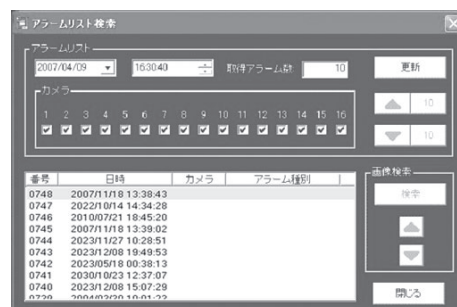 アラームリスト検索
アラームリスト
2007/04/09 16:30:40 取得アラーム数 10 更新
カメラ
1 2 3 4 5 6 7 8 9 10 11 12 13 14 15 16
10
10
番号 日時 カメラ アラーム種別
0748 2007/11/18 13:38:43
0747 2022/10/14 14:34:28
0746 2010/07/21 18:45:20
0745 2007/11/18 13:39:02
0744 2023/11/27 10:28:51
0743 2023/12/08 19:49:53
0742 2023/05/18 00:38:13
0741 2030/10/23 12:37:07
0740 2023/12/08 15:07:29
画像検索
検索
閉じる